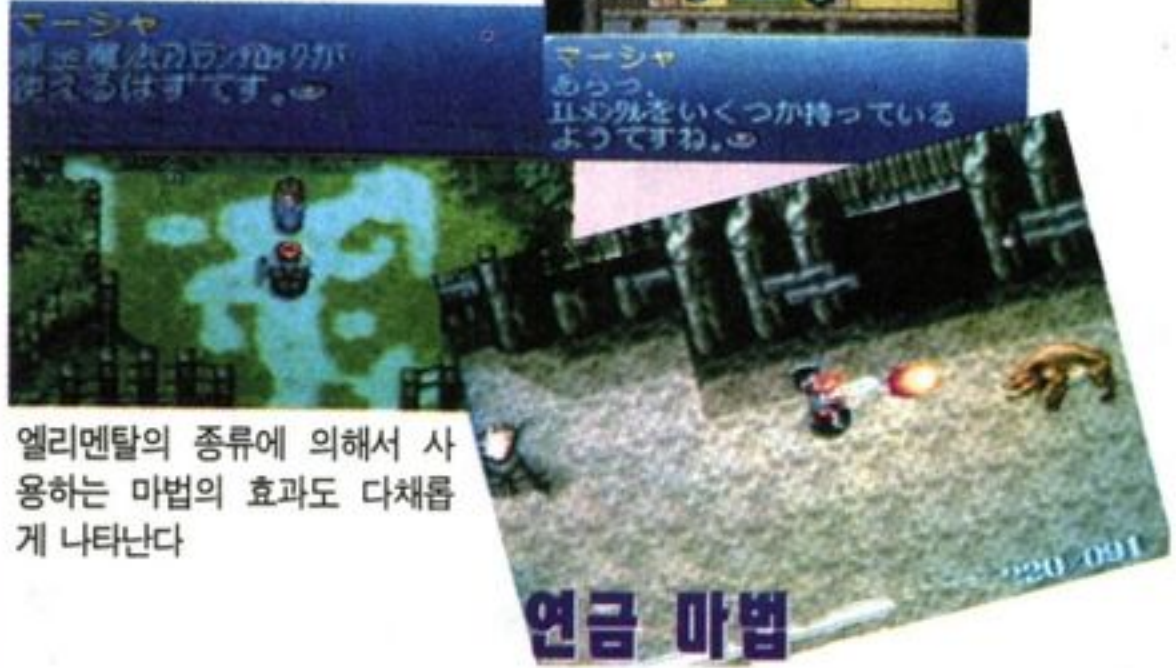 マーシャ
使えるはずです。
マーシャ
あらっ、
エレメンタルをいくつか持っている
ようですね。
엘리멘탈의 종류에 의해서 사
용하는 마법의 효과도 다채롭
게 나타난다
220/091
연금 마법